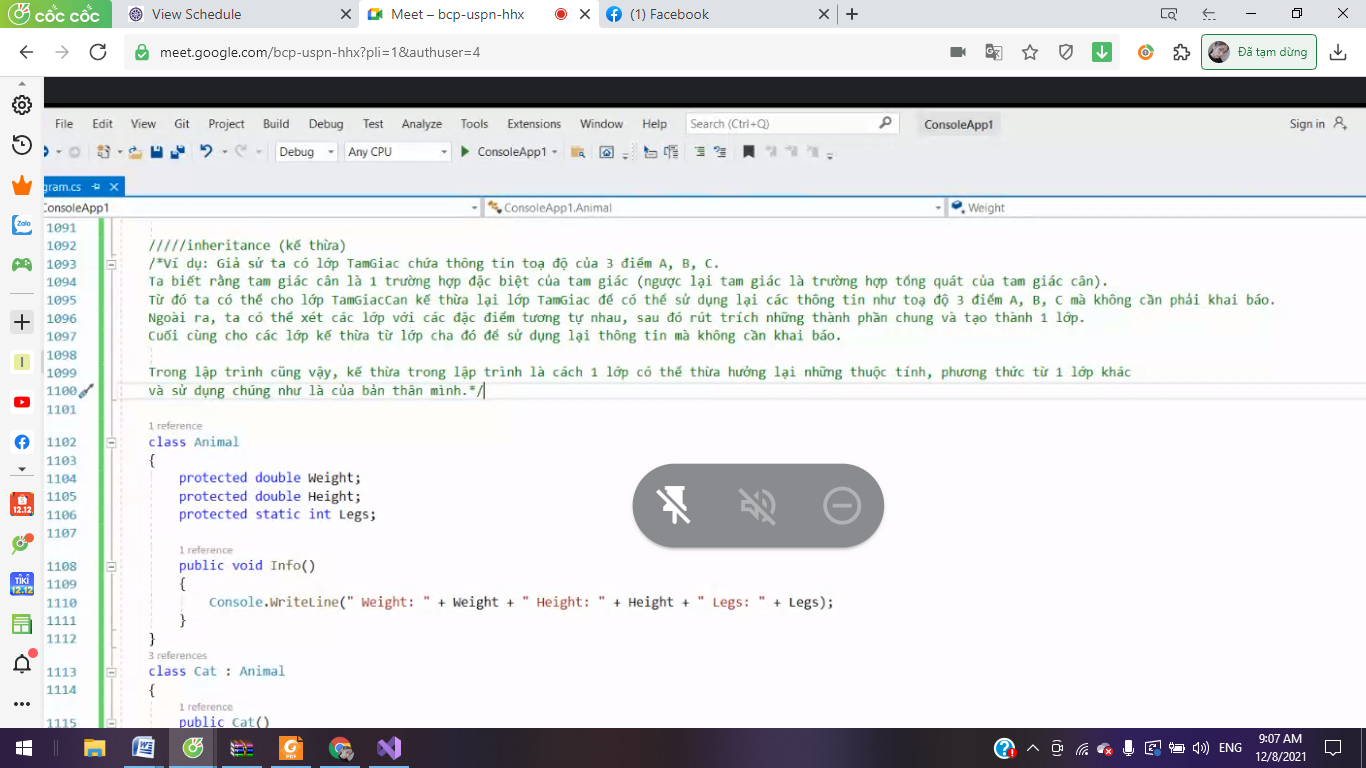 cốc cốc
View Schedule
Meet – bcp-uspn-hhx
(1) Facebook
meet.google.com/bcp-uspn-hhx?pli=1&authuser=4
Đã tạm dừng
File Edit View Git Project Build Debug Test Analyze Tools Extensions Window Help Search (Ctrl+Q) ConsoleApp1 Sign in
Debug Any CPU ConsoleApp1
gram.cs
ConsoleApp1 ConsoleApp1.Animal Weight
1091
1092 /////inheritance (kế thừa)
1093 /*Ví dụ: Giả sử ta có lớp TamGiac chứa thông tin toạ độ của 3 điểm A, B, C.
1094 Ta biết rằng tam giác cân là 1 trường hợp đặc biệt của tam giác (ngược lại tam giác là trường hợp tổng quát của tam giác cân).
1095 Từ đó ta có thể cho lớp TamGiacCan kế thừa lại lớp TamGiac để có thể sử dụng lại các thông tin như toạ độ 3 điểm A, B, C mà không cần phải khai báo.
1096 Ngoài ra, ta có thể xét các lớp với các đặc điểm tương tự nhau, sau đó rút trích những thành phần chung và tạo thành 1 lớp.
1097 Cuối cùng cho các lớp kế thừa từ lớp cha đó để sử dụng lại thông tin mà không cần khai báo.
1098
1099 Trong lập trình cũng vậy, kế thừa trong lập trình là cách 1 lớp có thể thừa hưởng lại những thuộc tính, phương thức từ 1 lớp khác
1100 và sử dụng chúng như là của bản thân mình.*/
1101
1 reference
1102 class Animal
1103 {
1104 protected double Weight;
1105 protected double Height;
1106 protected static int Legs;
1107
1 reference
1108 public void Info()
1109 {
1110 Console.WriteLine(" Weight: " + Weight + " Height: " + Height + " Legs: " + Legs);
1111 }
1112 }
3 references
1113 class Cat : Animal
1114 {
1 reference
1115 public Cat()
Zalo
12.12
TIKI
12.12
ENG
9:07 AM
12/8/2021